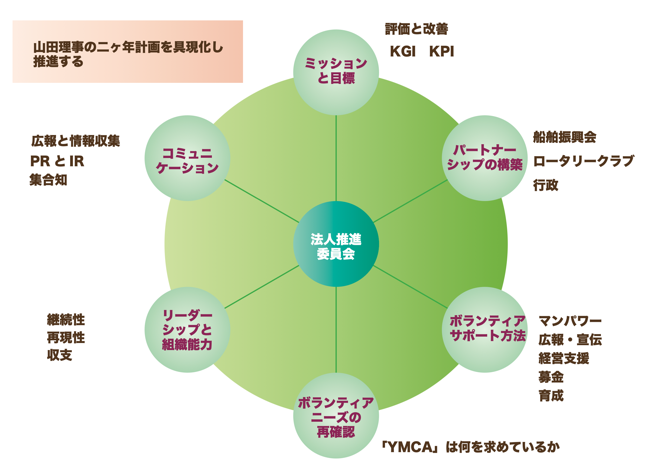 山田理事の二ヶ年計画を具現化し
推進する
評価と改善
KGI KPI
ミッション
と目標
広報と情報収集
PR と IR
集合知
コミュニ
ケーション
パートナー
シップの構築
船舶振興会
ロータリークラブ
行政
法人推進
委員会
継続性
再現性
収支
リーダー
シップと
組織能力
ボランティア
サポート方法
マンパワー
広報・宣伝
経営支援
募金
育成
ボランティア
ニーズの
再確認
「YMCA」は何を求めているか